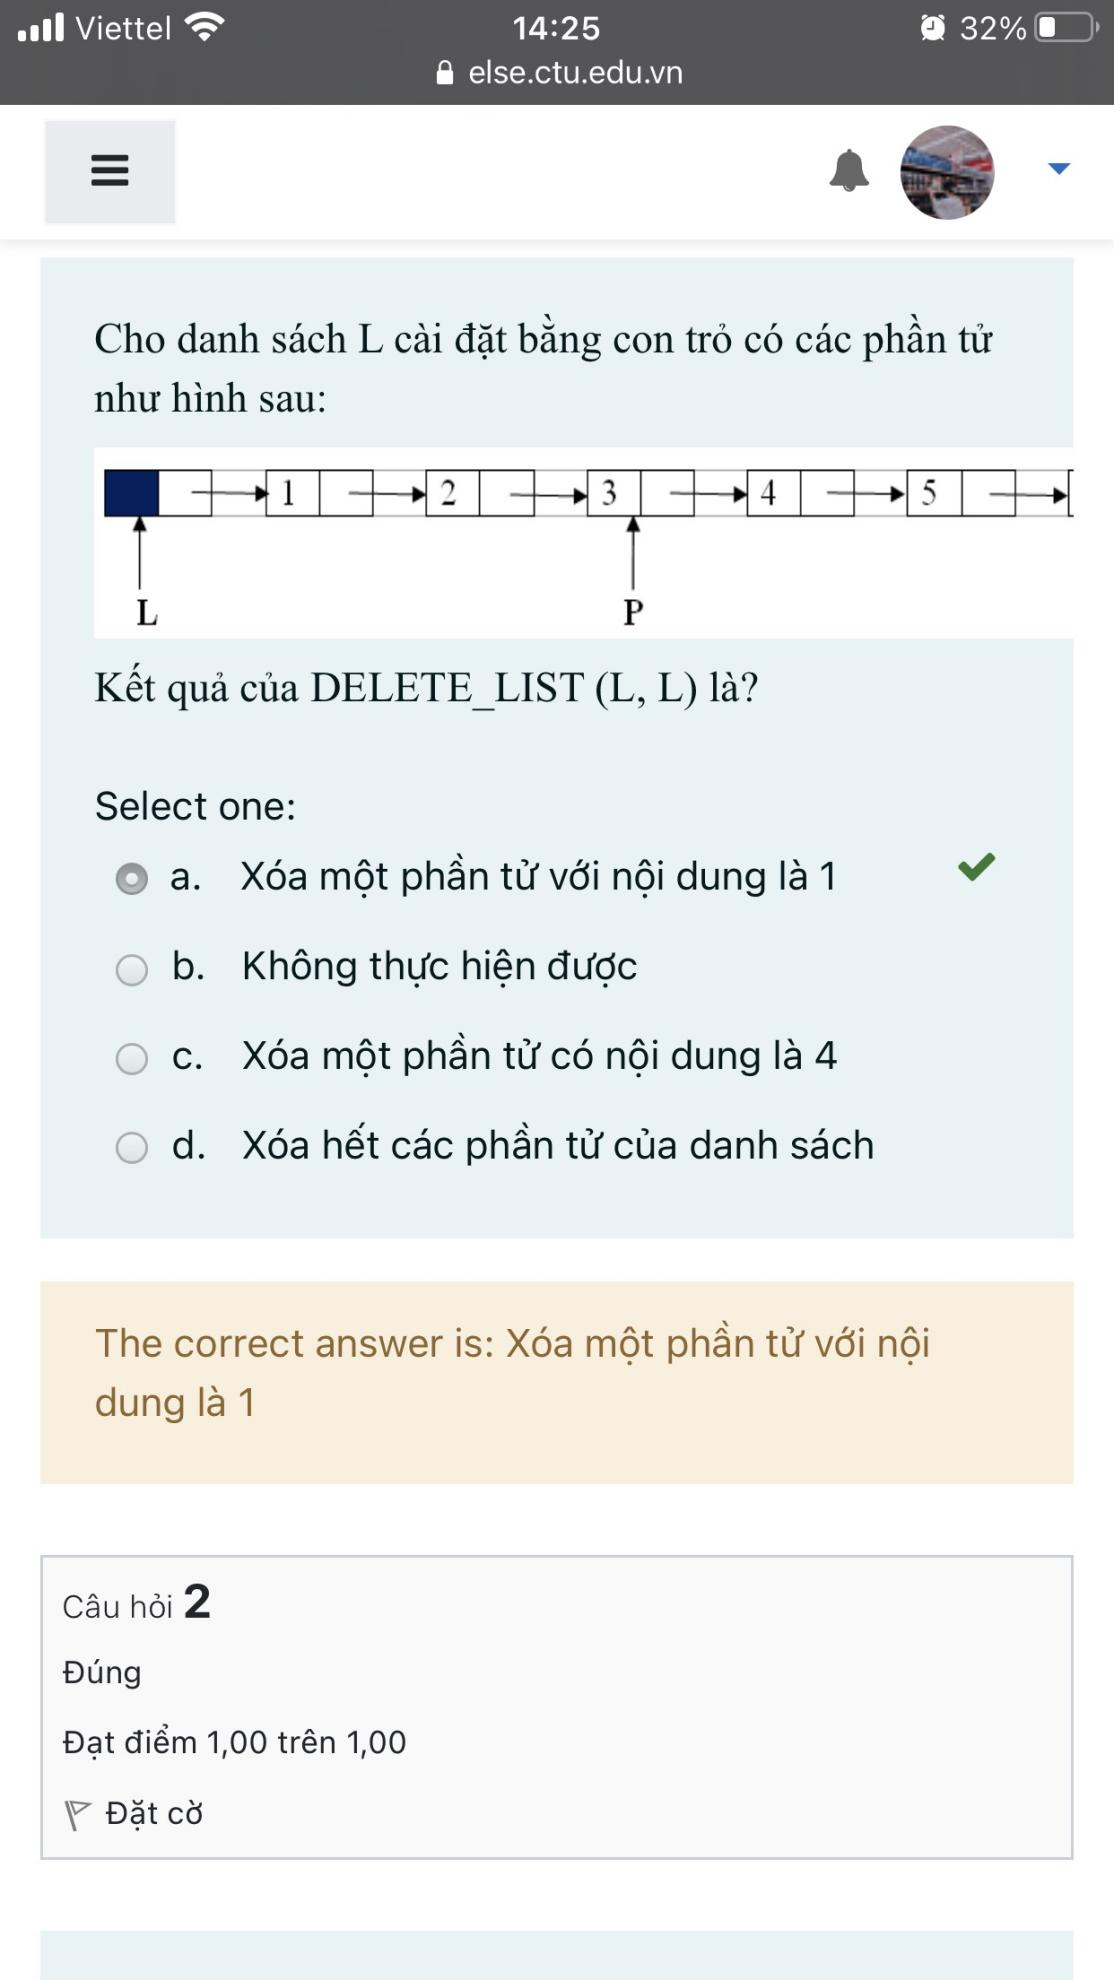 Viettel 14:25 32%
else.ctu.edu.vn
Cho danh sách L cài đặt bằng con trỏ có các phần tử
như hình sau:
1 2 3 4 5
L P
Kết quả của DELETE_LIST (L, L) là?
Select one:
a. Xóa một phần tử với nội dung là 1
b. Không thực hiện được
c. Xóa một phần tử có nội dung là 4
d. Xóa hết các phần tử của danh sách
The correct answer is: Xóa một phần tử với nội
dung là 1
Câu hỏi 2
Đúng
Đạt điểm 1,00 trên 1,00
Đặt cờ